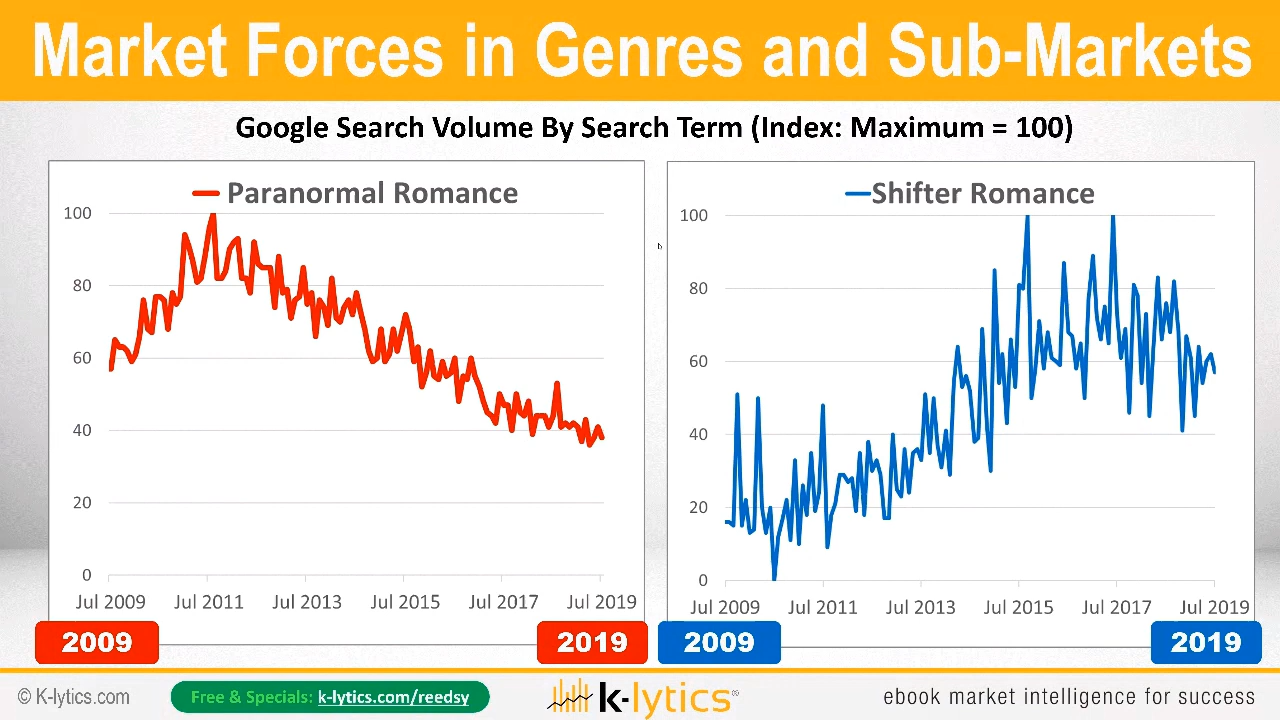 Market Forces in Genres and Sub-Markets
Google Search Volume By Search Term (Index: Maximum = 100)
Paranormal Romance
100
80
60
40
20
0
Jul 2009 Jul 2011 Jul 2013 Jul 2015 Jul 2017 Jul 2019
2009 2019
Shifter Romance
100
80
60
40
20
0
Jul 2009 Jul 2011 Jul 2013 Jul 2015 Jul 2017 Jul 2019
2009 2019
© K-lytics.com
Free & Specials: k-lytics.com/reedsy
k-lytics®
ebook market intelligence for success